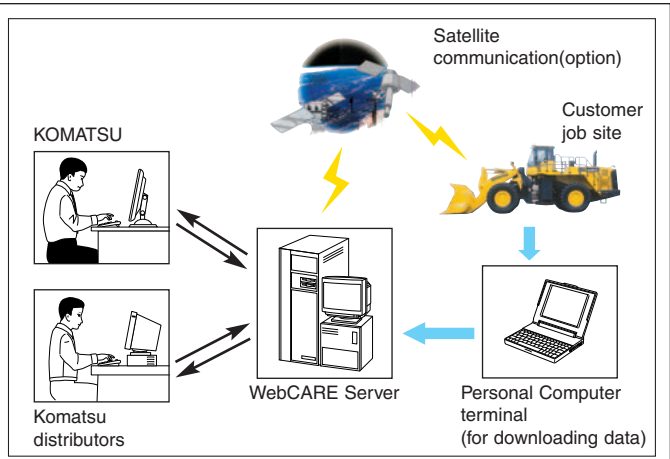 Satellite
communication(option)
Customer
job site
KOMATSU
WebCARE Server
Personal Computer
terminal
(for downloading data)
Komatsu
distributors